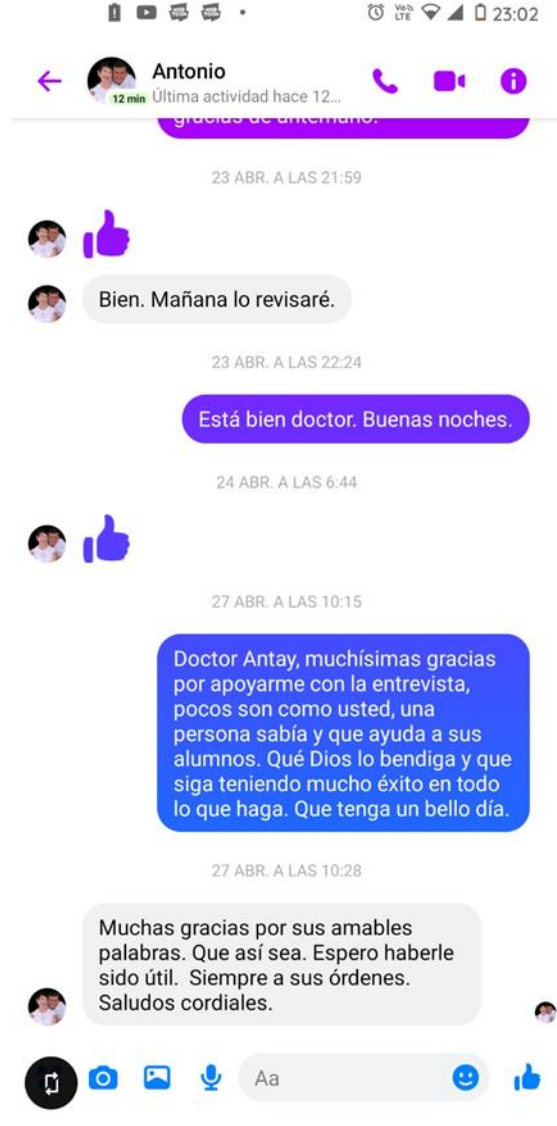 23:02
Antonio
12 min Última actividad hace 12...
gracias de antemano.
23 ABR. A LAS 21:59
Bien. Mañana lo revisaré.
23 ABR. A LAS 22:24
Está bien doctor. Buenas noches.
24 ABR. A LAS 6:44
27 ABR. A LAS 10:15
Doctor Antay, muchísimas gracias
por apoyarme con la entrevista,
pocos son como usted, una
persona sabía y que ayuda a sus
alumnos. Qué Dios lo bendiga y que
siga teniendo mucho éxito en todo
lo que haga. Que tenga un bello día.
27 ABR. A LAS 10:28
Muchas gracias por sus amables
palabras. Que así sea. Espero haberle
sido útil.  Siempre a sus órdenes.
Saludos cordiales.
Aa